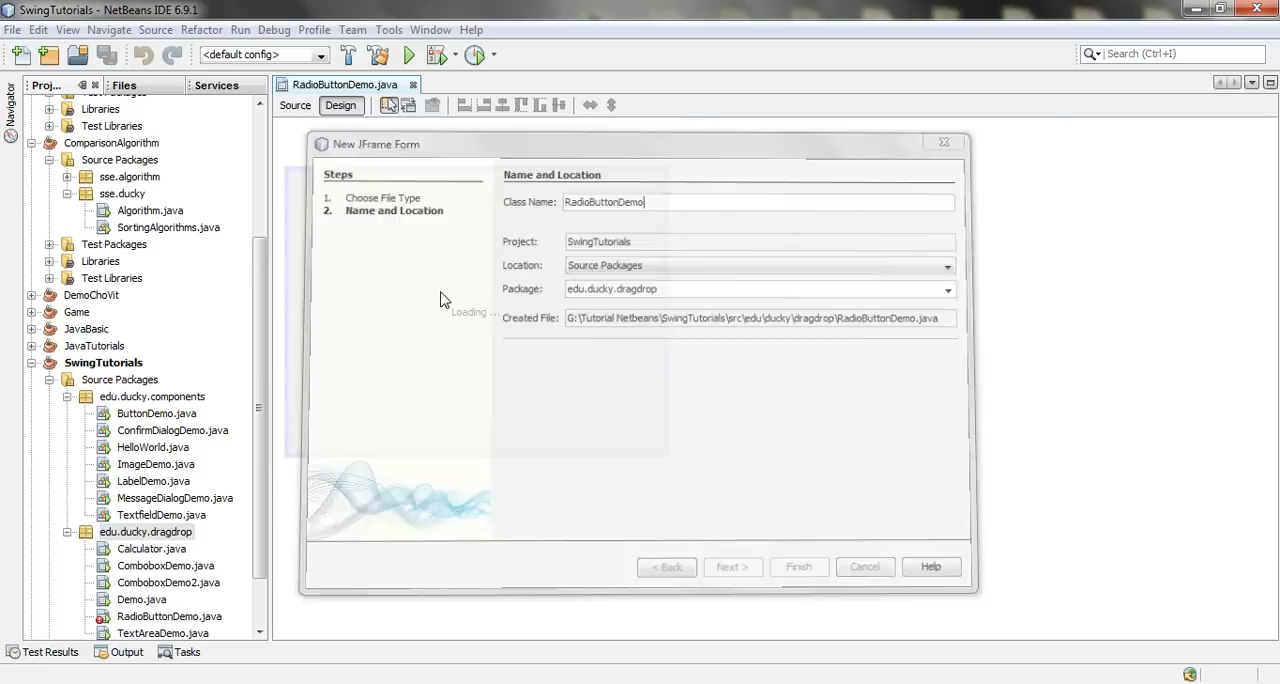 SwingTutorials - NetBeans IDE 6.9.1
File Edit View Navigate Source Refactor Run Debug Profile Team Tools Window Help
<default config>
Search (Ctrl+I)
Proj... Files Services
RadioButtonDemo.java
Source Design
Navigator
Libraries
Test Libraries
ComparisonAlgorithm
Source Packages
sse.algorithm
sse.ducky
Algorithm.java
SortingAlgorithms.java
Test Packages
Libraries
Test Libraries
DemoChoVit
Game
JavaBasic
JavaTutorials
SwingTutorials
Source Packages
edu.ducky.components
ButtonDemo.java
ConfirmDialogDemo.java
HelloWorld.java
ImageDemo.java
LabelDemo.java
MessageDialogDemo.java
TextfieldDemo.java
edu.ducky.dragdrop
Calculator.java
ComboboxDemo.java
ComboboxDemo2.java
Demo.java
RadioButtonDemo.java
TextAreaDemo.java
New JFrame Form
Steps
1. Choose File Type
2. Name and Location
Loading ...
Name and Location
Class Name: RadioButtonDemo
Project: SwingTutorials
Location: Source Packages
Package: edu.ducky.dragdrop
Created File: G:\Tutorial Netbeans\SwingTutorials\src\edu\ducky\dragdrop\RadioButtonDemo.java
< Back Next > Finish Cancel Help
Test Results Output Tasks